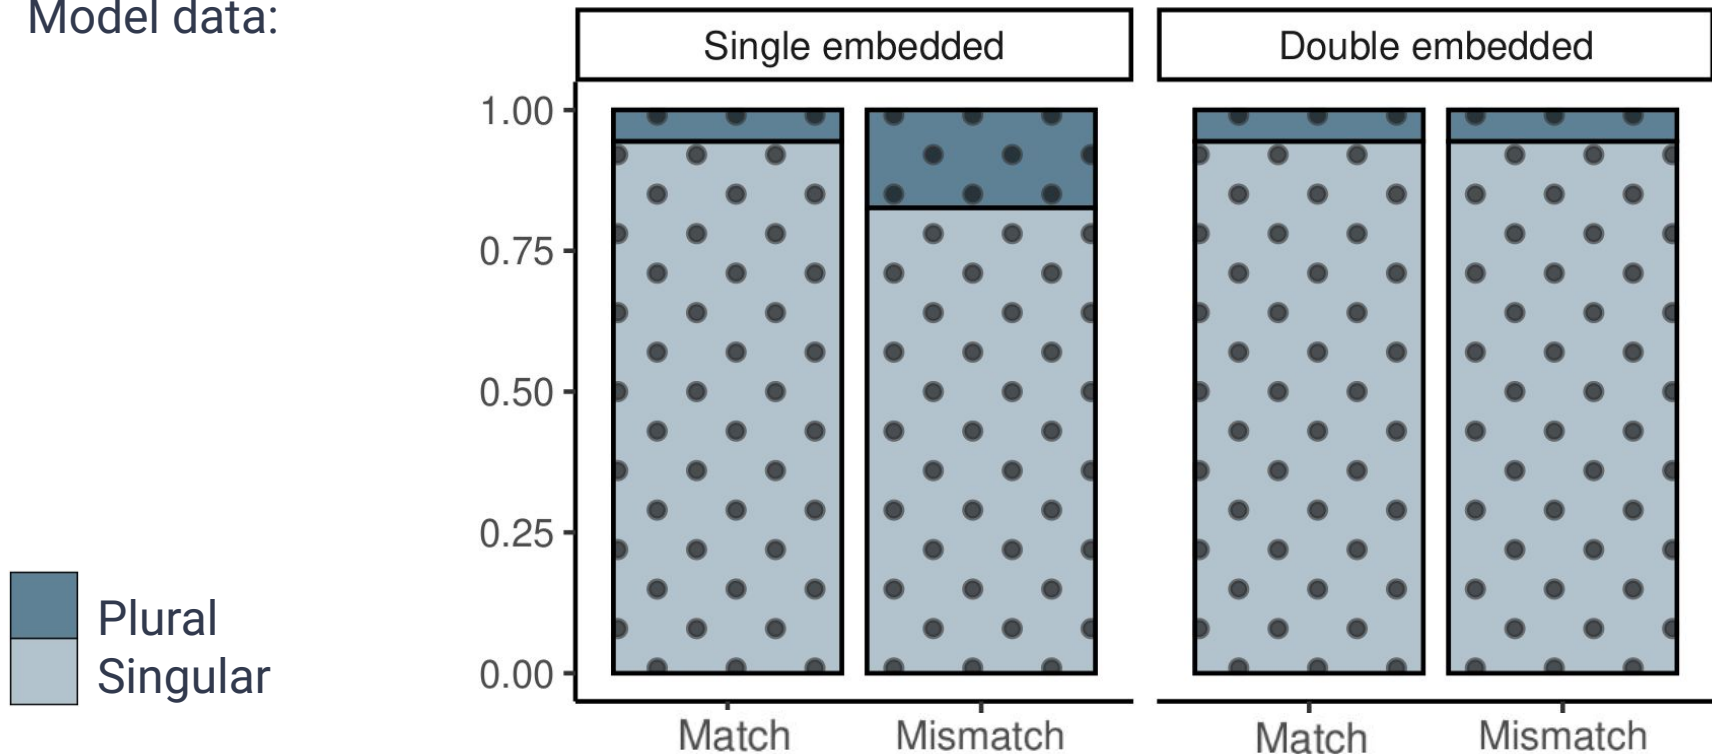 Model data:
Single embedded
Double embedded
1.00
0.75
0.50
0.25
0.00
Match
Mismatch
Match
Mismatch
Plural
Singular